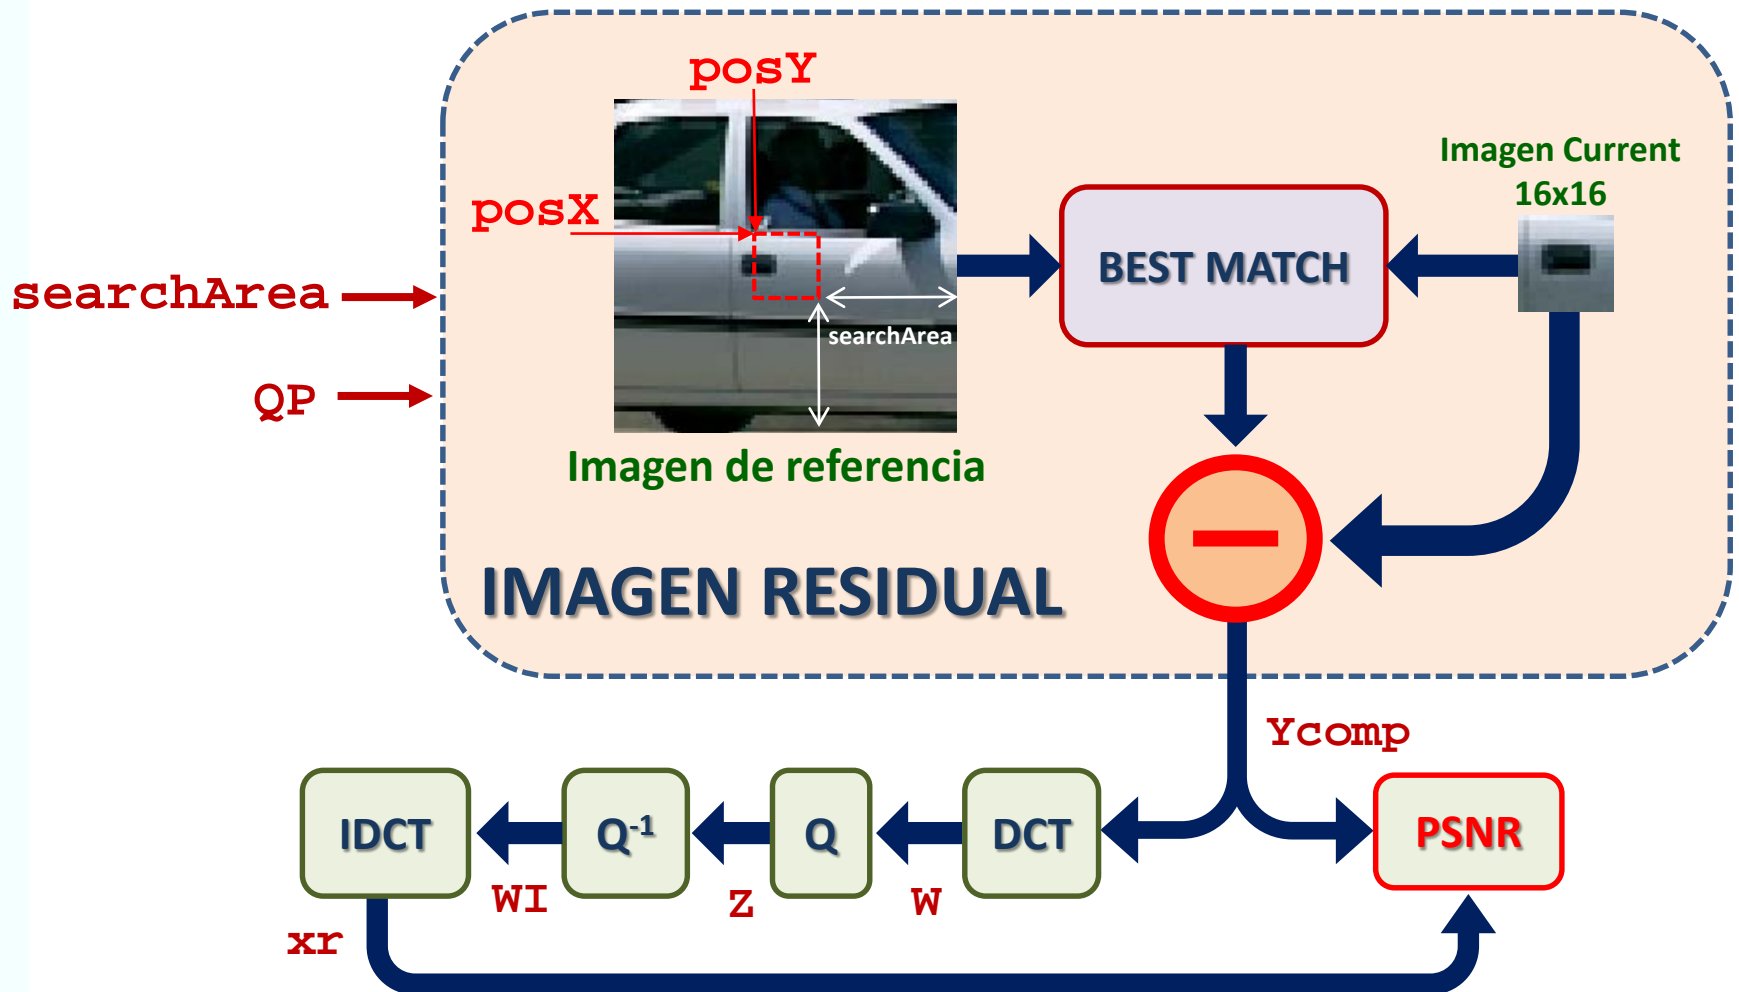 posY
Imagen Current
16x16
posX
BEST MATCH
searchArea
searchArea
QP
Imagen de referencia
IMAGEN RESIDUAL
Ycomp
IDCT
Q-1
Q
DCT
PSNR
WI
Z
W
xr